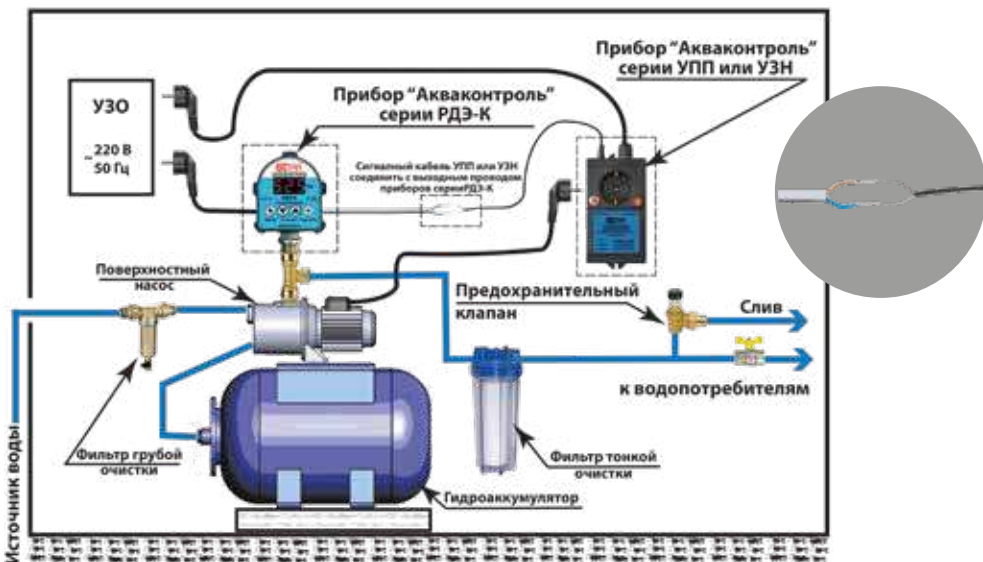 Прибор "Акваконтроль"
серии УПП или УЗН
УЗО
~ 220 В
50 Гц
Прибор "Акваконтроль"
серии РДЭ-К
Сигнальный кабель УПП или УЗН
соединить с выходным проводом
приборов серииРДЭ-К
Поверхностный
насос
Предохранительный
клапан
Слив
к водопотребителям
Источник воды
Фильтр грубой
очистки
Фильтр тонкой
очистки
Гидроаккумулятор